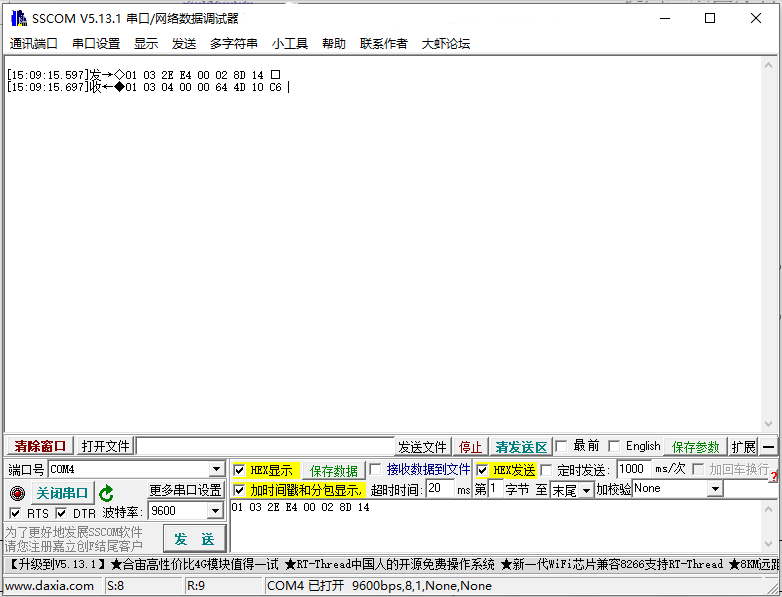 SSCOM V5.13.1 串口/网络数据调试器
通讯端口 串口设置 显示 发送 多字符串 小工具 帮助 联系作者 大虾论坛
[15:09:15.597]发→◇01 03 2E E4 00 02 8D 14 □
[15:09:15.697]收←◆01 03 04 00 00 64 4D 10 C6
清除窗口 打开文件 发送文件 停止 清发送区 最前 English 保存参数 扩展 —
端口号 COM4 HEX显示 保存数据 接收数据到文件 HEX发送 定时发送: 1000 ms/次 加回车换行
关闭串口 更多串口设置 加时间戳和分包显示, 超时时间: 20 ms 第 1 字节 至 末尾 加校验 None
RTS DTR 波特率: 9600 01 03 2E E4 00 02 8D 14
为了更好地发展SSCOM软件
请您注册嘉立创F结尾客户
发 送
【升级到V5.13.1】★合宙高性价比4G模块值得一试 ★RT-Thread中国人的开源免费操作系统 ★新一代WiFi芯片兼容8266支持RT-Thread ★8KM远距
www.daxia.com S:8 R:9 COM4 已打开 9600bps,8,1,None,None